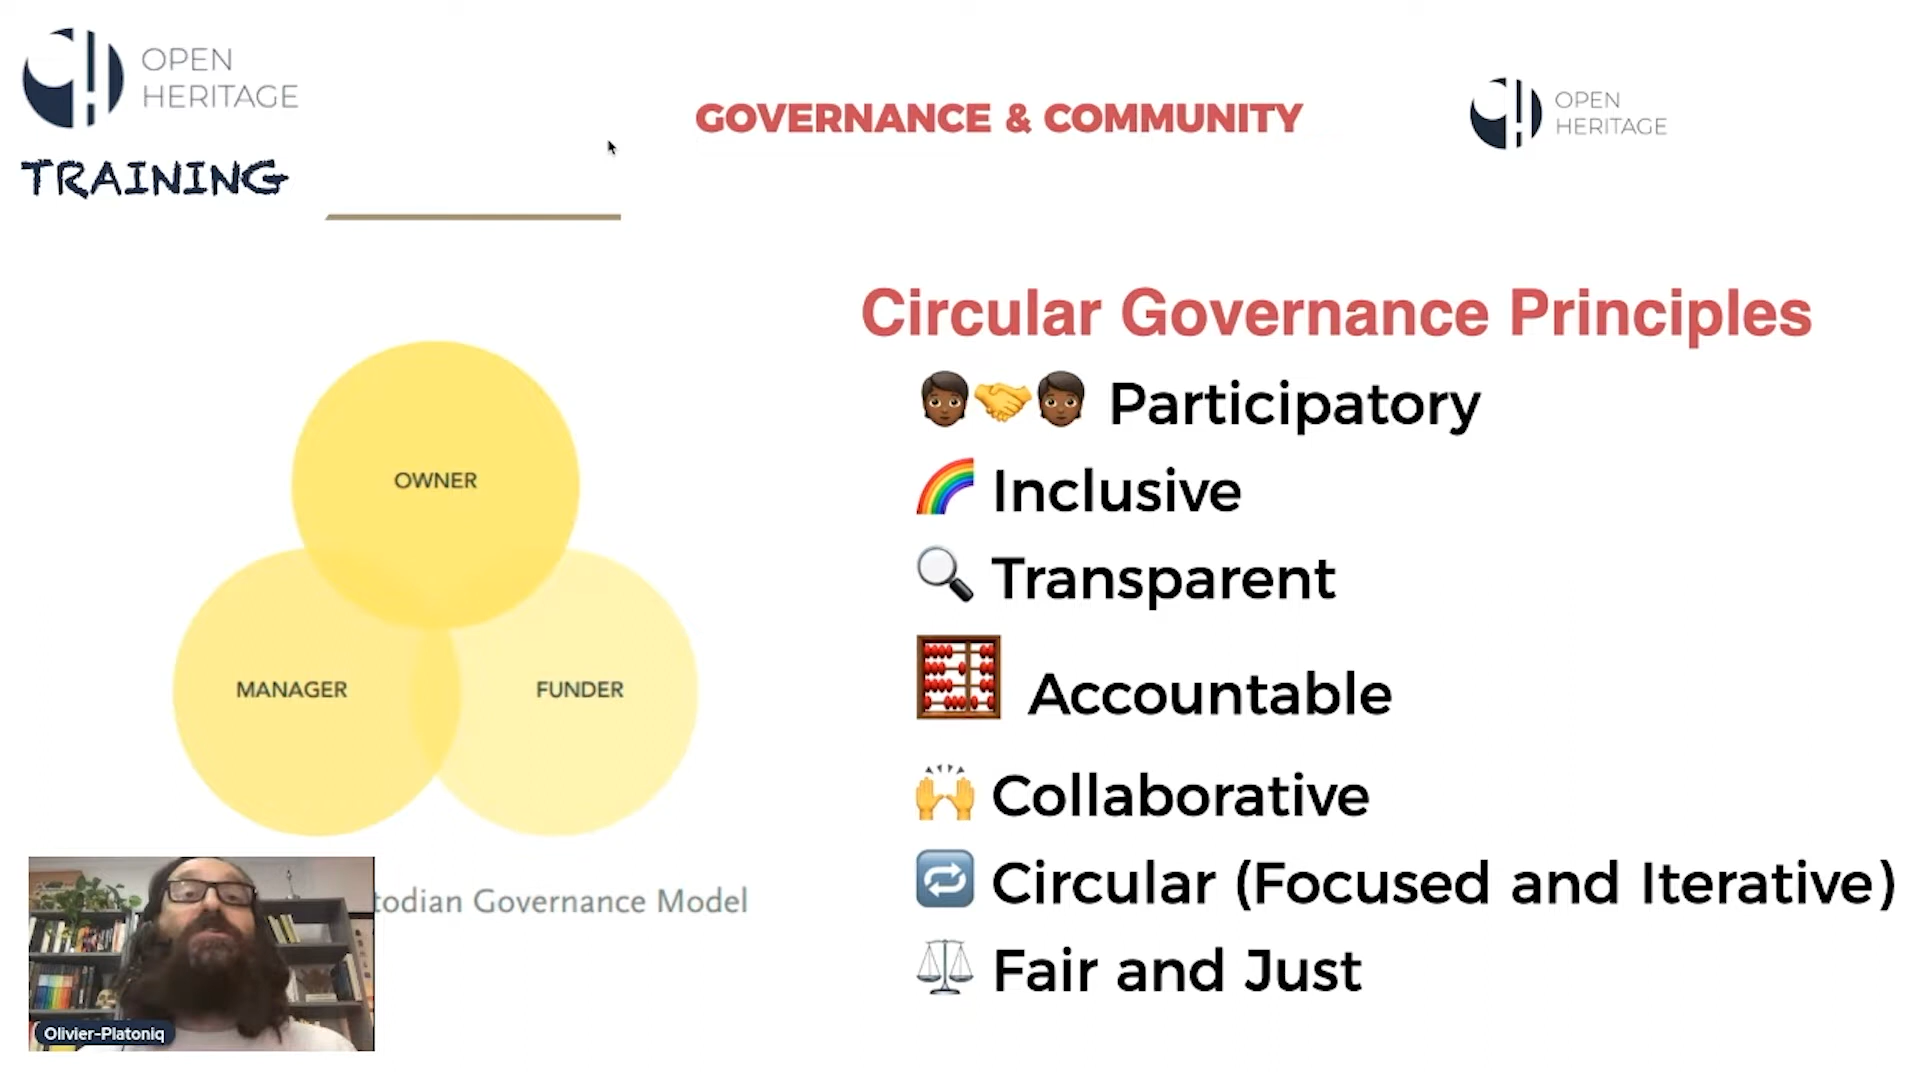 OPEN
HERITAGE
TRAINING
GOVERNANCE & COMMUNITY
OPEN
HERITAGE
OWNER
MANAGER
FUNDER
todian Governance Model
Circular Governance Principles
Participatory
Inclusive
Transparent
Accountable
Collaborative
Circular (Focused and Iterative)
Fair and Just
Olivier-Platoniq